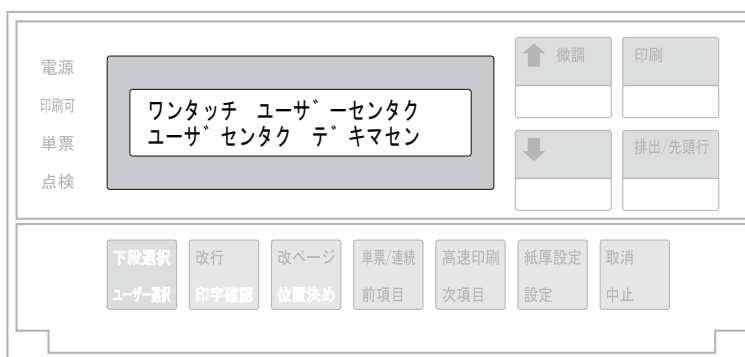 電源
印刷可
単票
点検
ワンタッチ ユーザ゛ーセンタク
ユーザ゛センタク デ゛キマセン
微調
印刷
排出/先頭行
下段選択
ユーザー選択
改行
印字確認
改ページ
位置決め
単票/連続
前項目
高速印刷
次項目
紙厚設定
設定
取消
中止